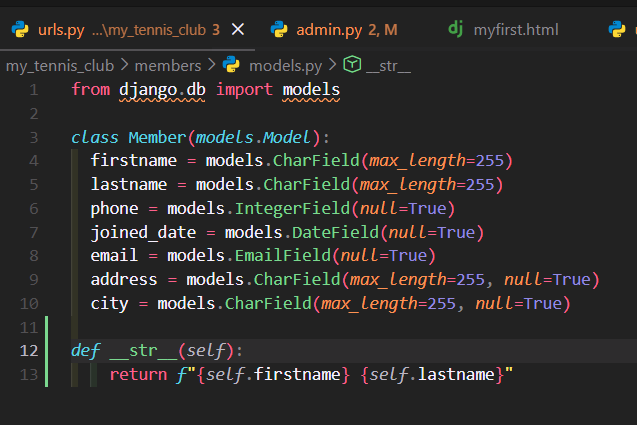 urls.py ...\my_tennis_club 3 × admin.py 2, M myfirst.html
my_tennis_club > members > models.py > __str__
1 from django.db import models
2
3 class Member(models.Model):
4 firstname = models.CharField(max_length=255)
5 lastname = models.CharField(max_length=255)
6 phone = models.IntegerField(null=True)
7 joined_date = models.DateField(null=True)
8 email = models.EmailField(null=True)
9 address = models.CharField(max_length=255, null=True)
10 city = models.CharField(max_length=255, null=True)
11
12 def __str__(self):
13 return f"{self.firstname} {self.lastname}"